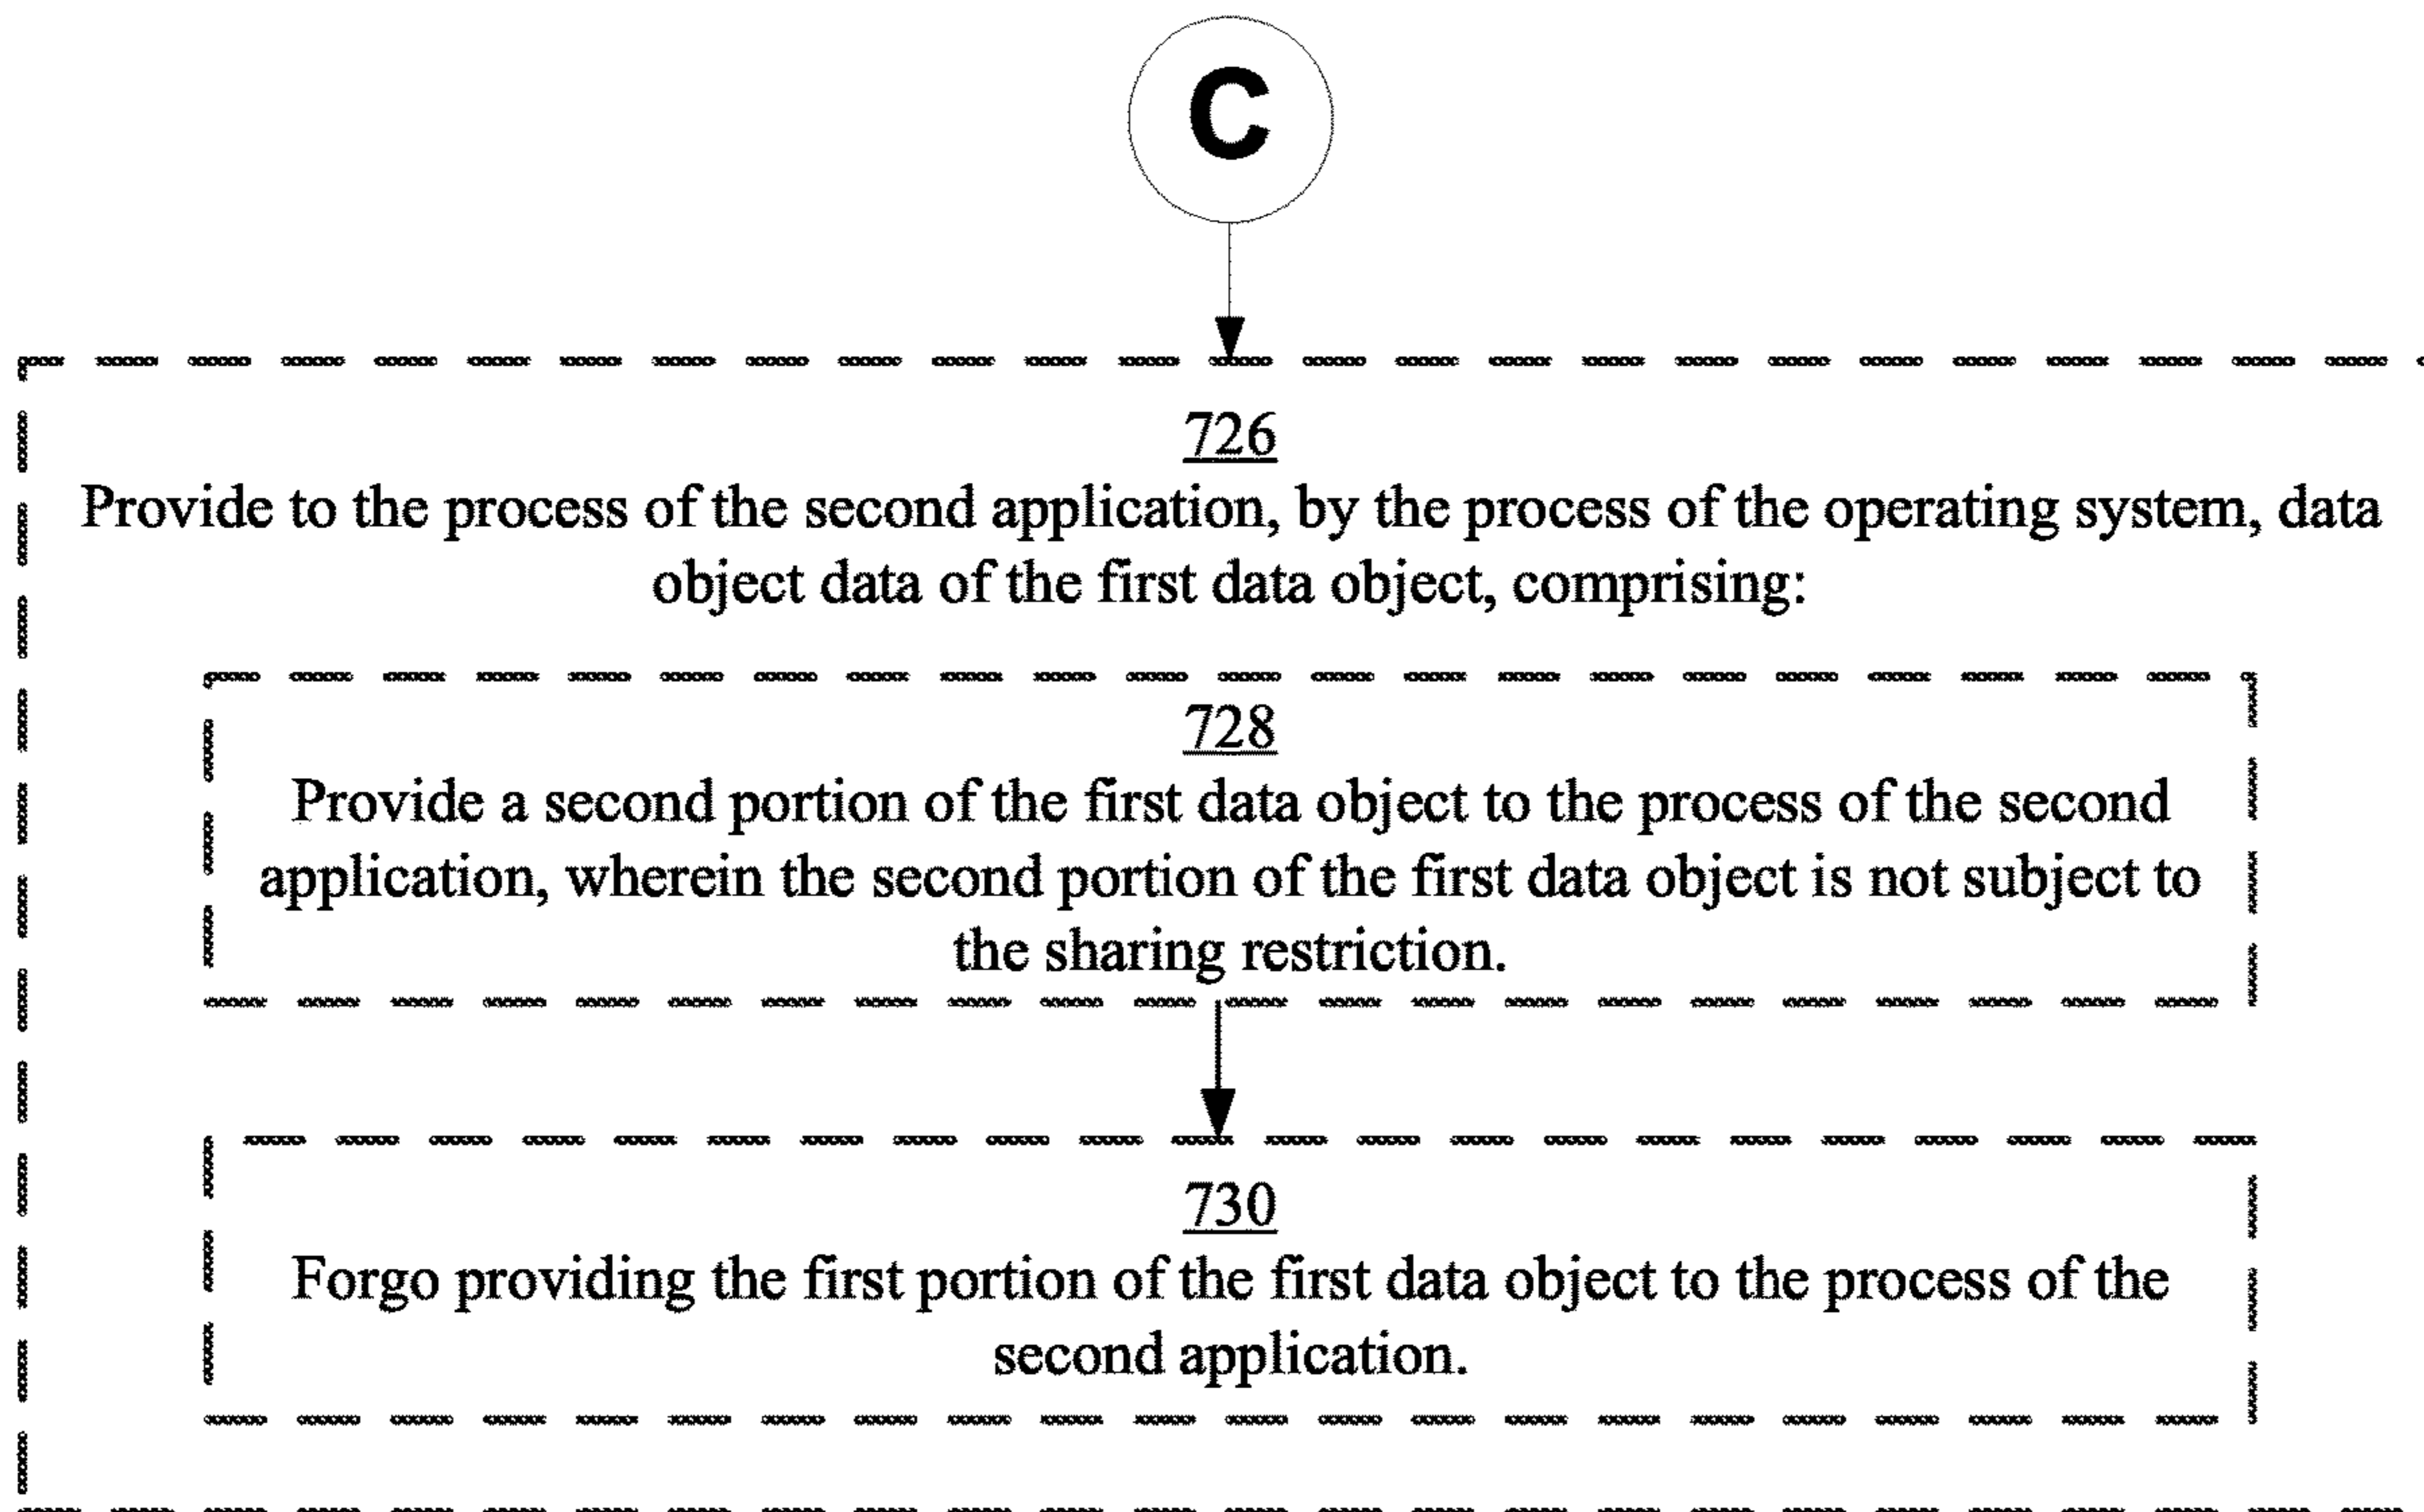 C
726
Provide to the process of the second application, by the process of the operating system, data
object data of the first data object, comprising:
728
Provide a second portion of the first data object to the process of the second
application, wherein the second portion of the first data object is not subject to
the sharing restriction.
730
Forgo providing the first portion of the first data object to the process of the
second application.